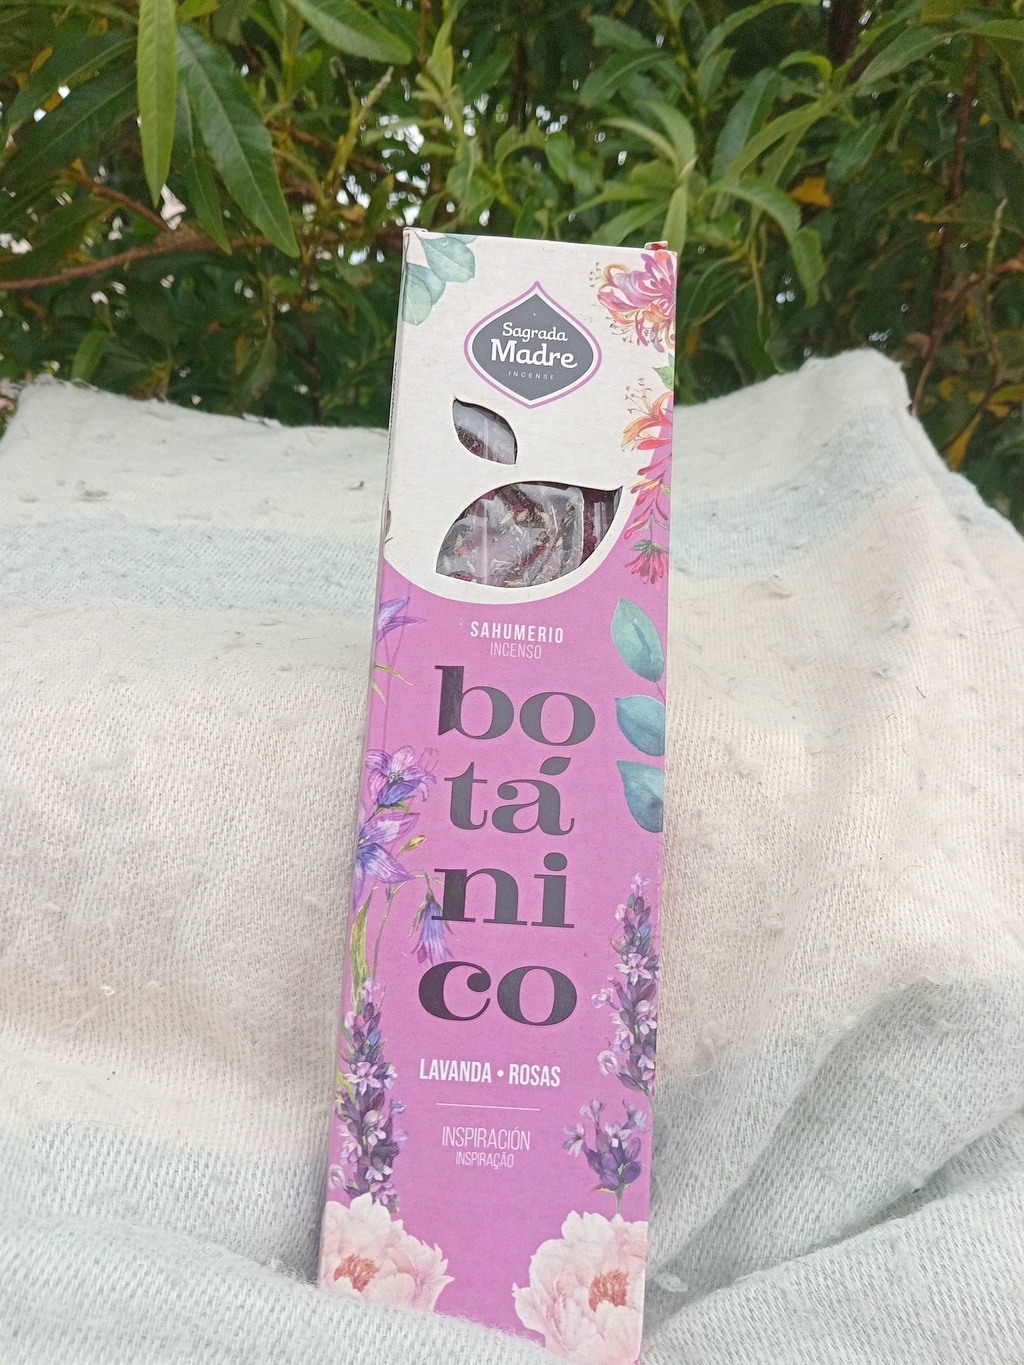 Sagrada
Madre
INCENSE
SAHUMERIO
INCENSO
bo
tá
ni
co
LAVANDA • ROSAS
INSPIRACIÓN
INSPIRAÇÃO